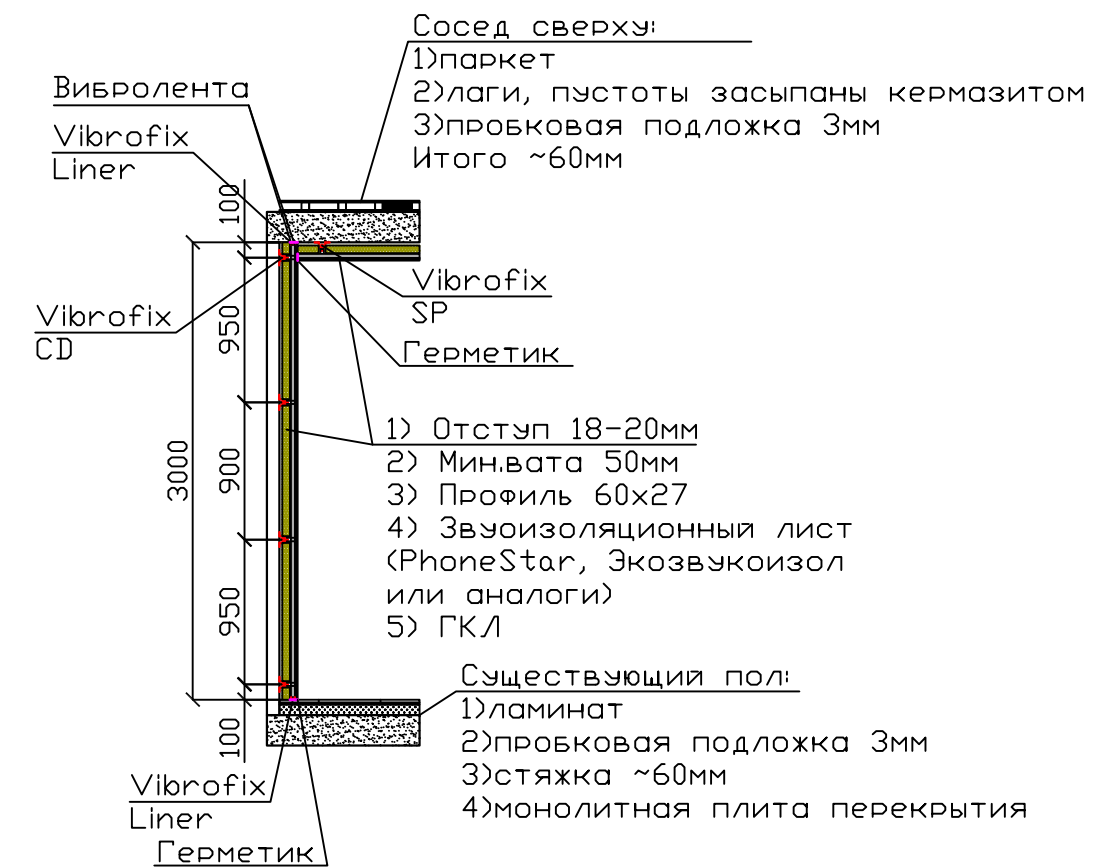 Сосед сверху:
1)паркет
2)лаги, пустоты засыпаны кермазитом
3)пробковая подложка 3мм
Итого ~60мм
Вибролента
Vibrofix
Liner
100
Vibrofix
SP
Vibrofix
CD
950
Герметик
3000
900
950
100
1) Отступ 18-20мм
2) Мин.вата 50мм
3) Профиль 60x27
4) Звуоизоляционный лист
(PhoneStar, Экозвукоизол
или аналоги)
5) ГКЛ
Существующий пол:
1)ламинат
2)пробковая подложка 3мм
3)стяжка ~60мм
4)монолитная плита перекрытия
Vibrofix
Liner
Герметик